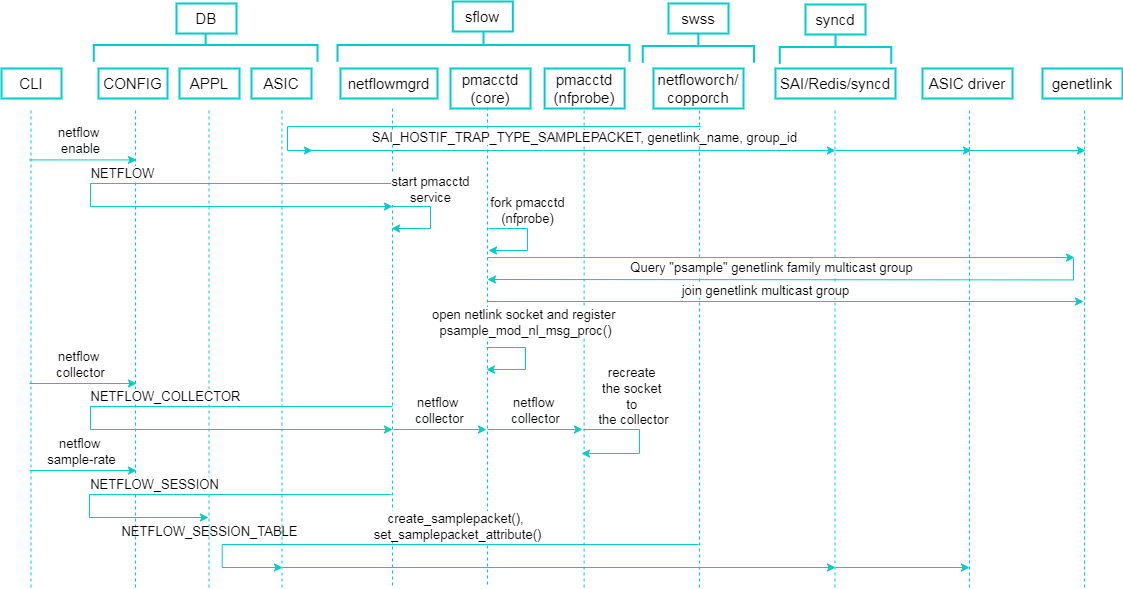 DB
sflow
swss
syncd
CLI
CONFIG
APPL
ASIC
netflowmgrd
pmacctd
(core)
pmacctd
(nfprobe)
netfloworch/
copporch
SAI/Redis/syncd
ASIC driver
genetlink
netflow
enable
SAI_HOSTIF_TRAP_TYPE_SAMPLEPACKET, genetlink_name, group_id
NETFLOW
start pmacctd
service
fork pmacctd
(nfprobe)
Query "psample" genetlink family multicast group
join genetlink multicast group
open netlink socket and register
psample_mod_nl_msg_proc()
netflow
collector
NETFLOW_COLLECTOR
netflow
collector
netflow
collector
recreate
the socket
to
the collector
netflow
sample-rate
NETFLOW_SESSION
NETFLOW_SESSION_TABLE
create_samplepacket(),
set_samplepacket_attribute()